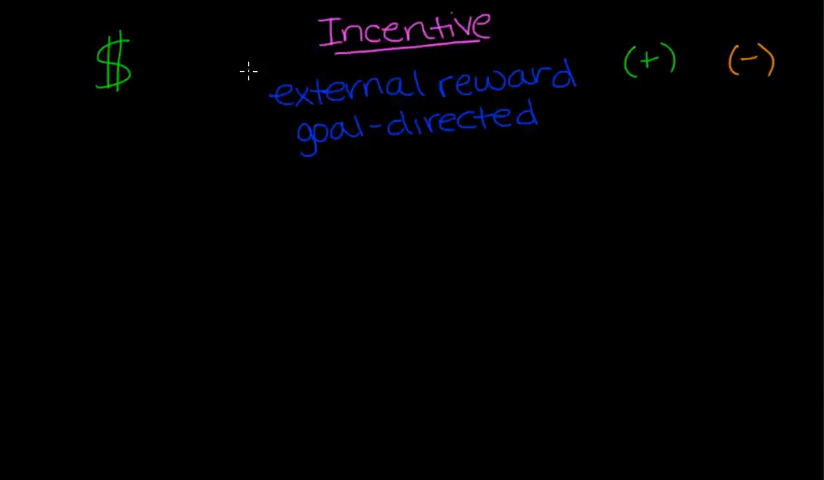 $
Incentive
(+) (-)
external reward
goal-directed